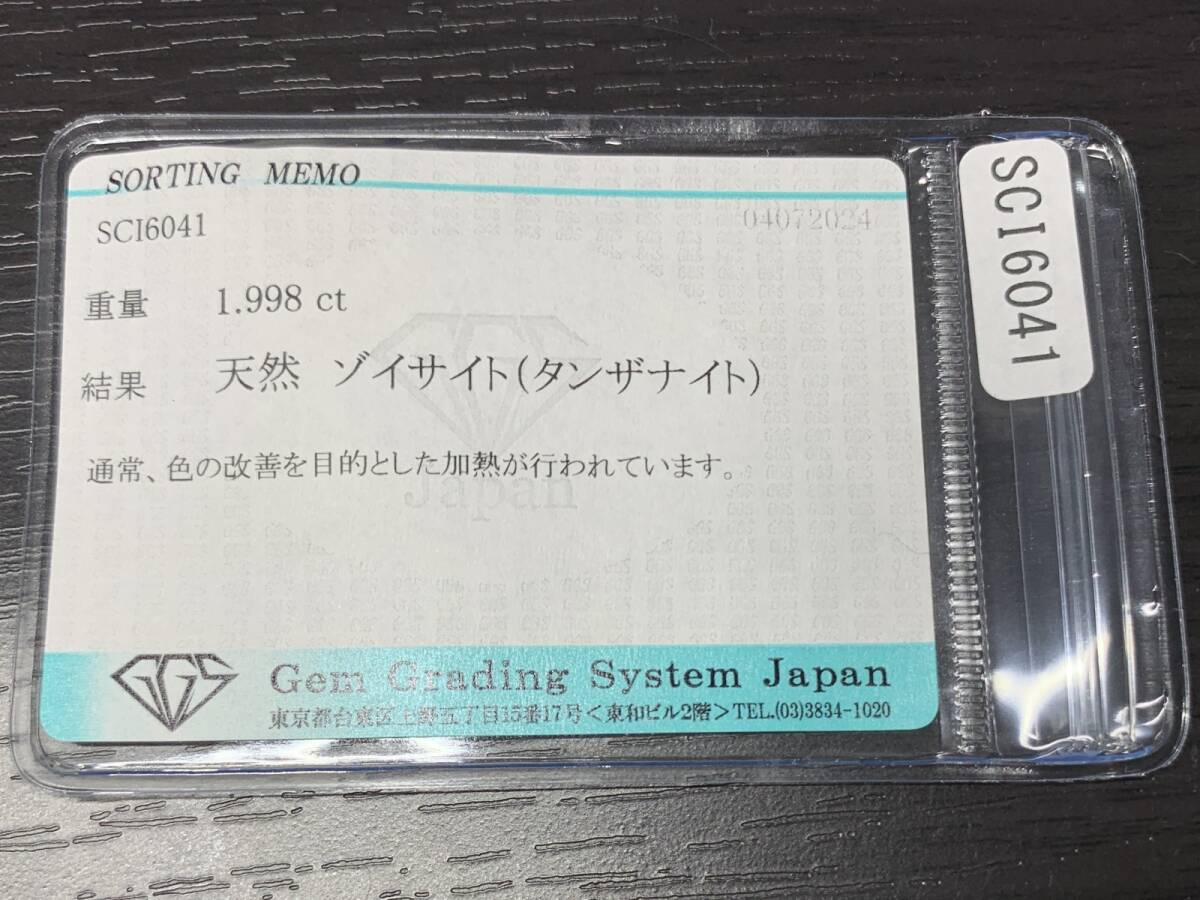 SORTING MEMO
SCI6041 04072024
重量 1.998 ct
結果 天然 ゾイサイト(タンザナイト)
通常、色の改善を目的とした加熱が行われています。
Japan
GGS Gem Grading System Japan
東京都台東区上野五丁目15番17号<東和ビル2階>TEL.(03)3834-1020
SCI6041